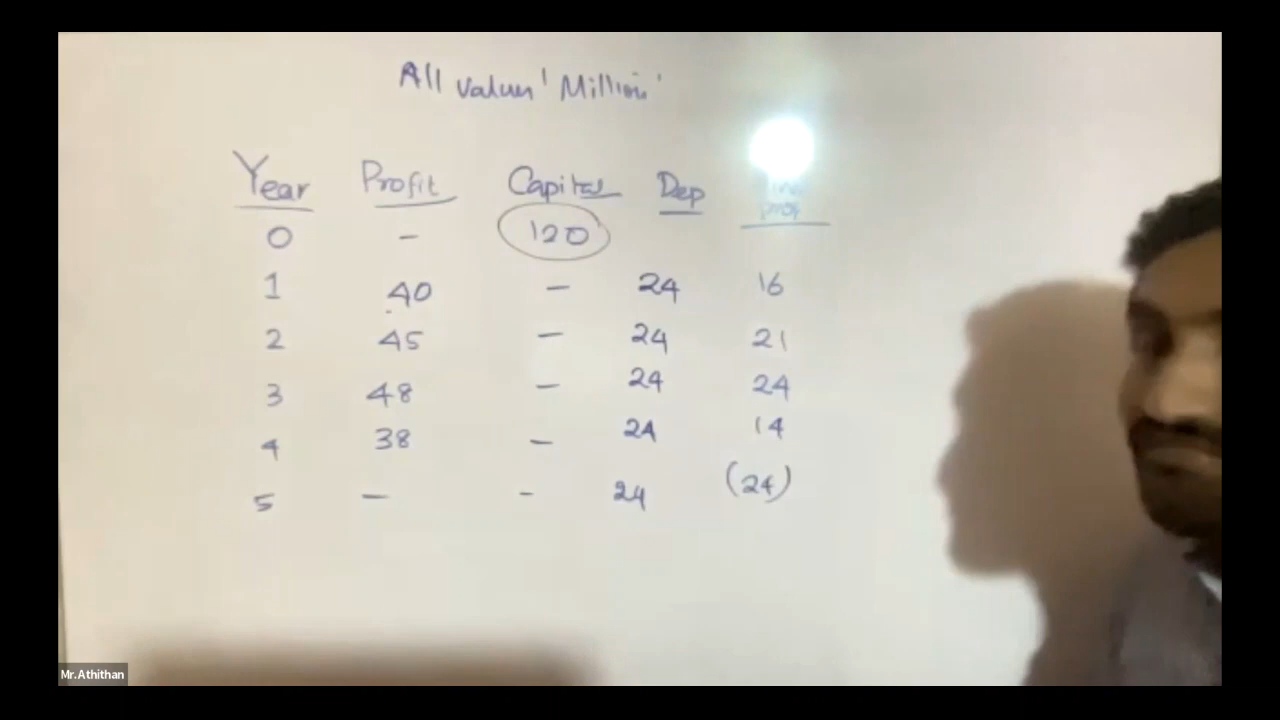 All values 'Million'
Year Profit Capital Dep
0 - 120
1 40 - 24 16
2 45 - 24 21
3 48 - 24 24
4 38 - 24 14
5 - - 24 (24)
Mr.Athithan